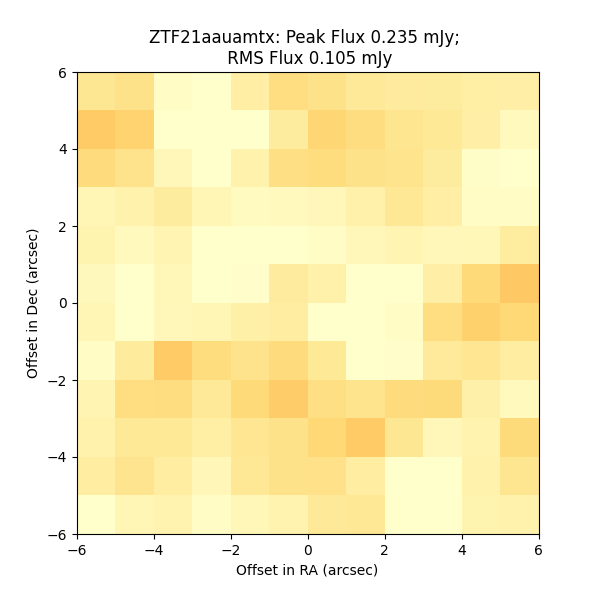 ZTF21aauamtx: Peak Flux 0.235 mJy;
RMS Flux 0.105 mJy
6
4
2
0
−2
−4
−6
Offset in Dec (arcsec)
−6 −4 −2 0 2 4 6
Offset in RA (arcsec)